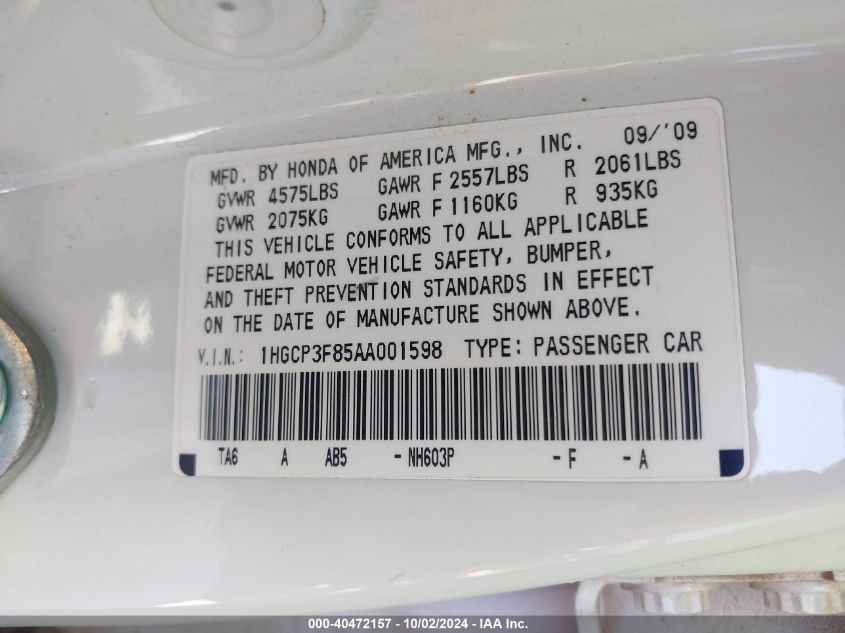 MFD. BY HONDA OF AMERICA MFG., INC. 09/'09
GVWR 4575LBS GAWR F 2557LBS R 2061LBS
GVWR 2075KG GAWR F 1160KG R 935KG
THIS VEHICLE CONFORMS TO ALL APPLICABLE
FEDERAL MOTOR VEHICLE SAFETY, BUMPER,
AND THEFT PREVENTION STANDARDS IN EFFECT
ON THE DATE OF MANUFACTURE SHOWN ABOVE.
V.I.N.: 1HGCP3F85AA001598 TYPE: PASSENGER CAR
TA6 A AB5 -NH603P -F -A
000-40472157 - 10/02/2024 - IAA Inc.